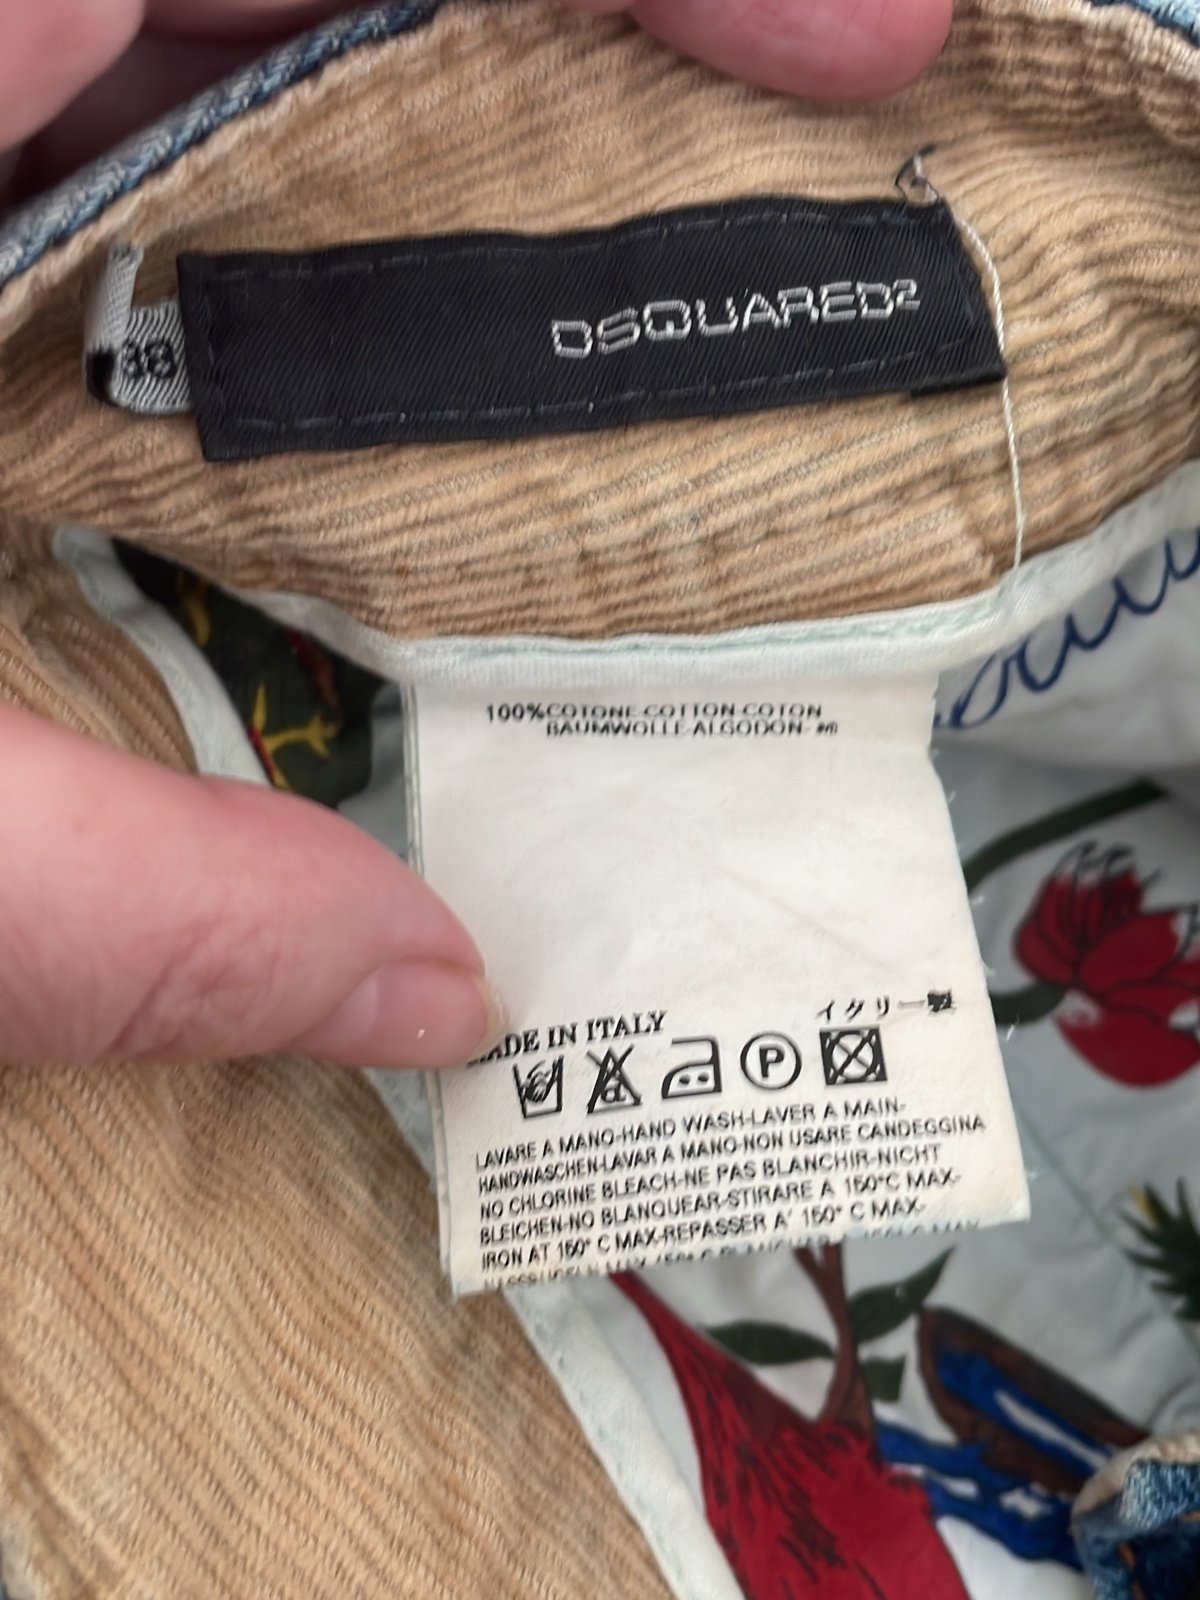 DSQUARED2
38
100%COTONE-COTTON-COTON
BAUMWOLLE-ALGODON-綿
MADE IN ITALY
イタリー製
P
LAVARE A MANO-HAND WASH-LAVER A MAIN-
HANDWASCHEN-LAVAR A MANO-NON USARE CANDEGGINA
NO CHLORINE BLEACH-NE PAS BLANCHIR-NICHT
BLEICHEN-NO BLANQUEAR-STIRARE A 150°C MAX-
IRON AT 150° C MAX-REPASSER A' 150° C MAX-